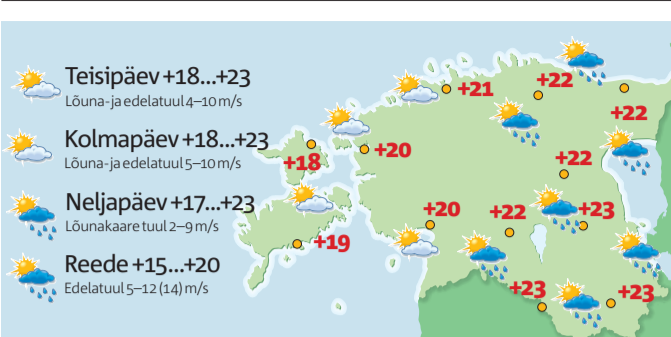 Teisipäev +18...+23
Lõuna- ja edelatuul 4–10 m/s
Kolmapäev +18...+23
Lõuna- ja edelatuul 5–10 m/s
Neljapäev +17...+23
Lõunakaare tuul 2–9 m/s
Reede +15...+20
Edelatuul 5–12 (14) m/s
+21
+22
+22
+20
+18
+22
+20
+22
+23
+19
+23
+23